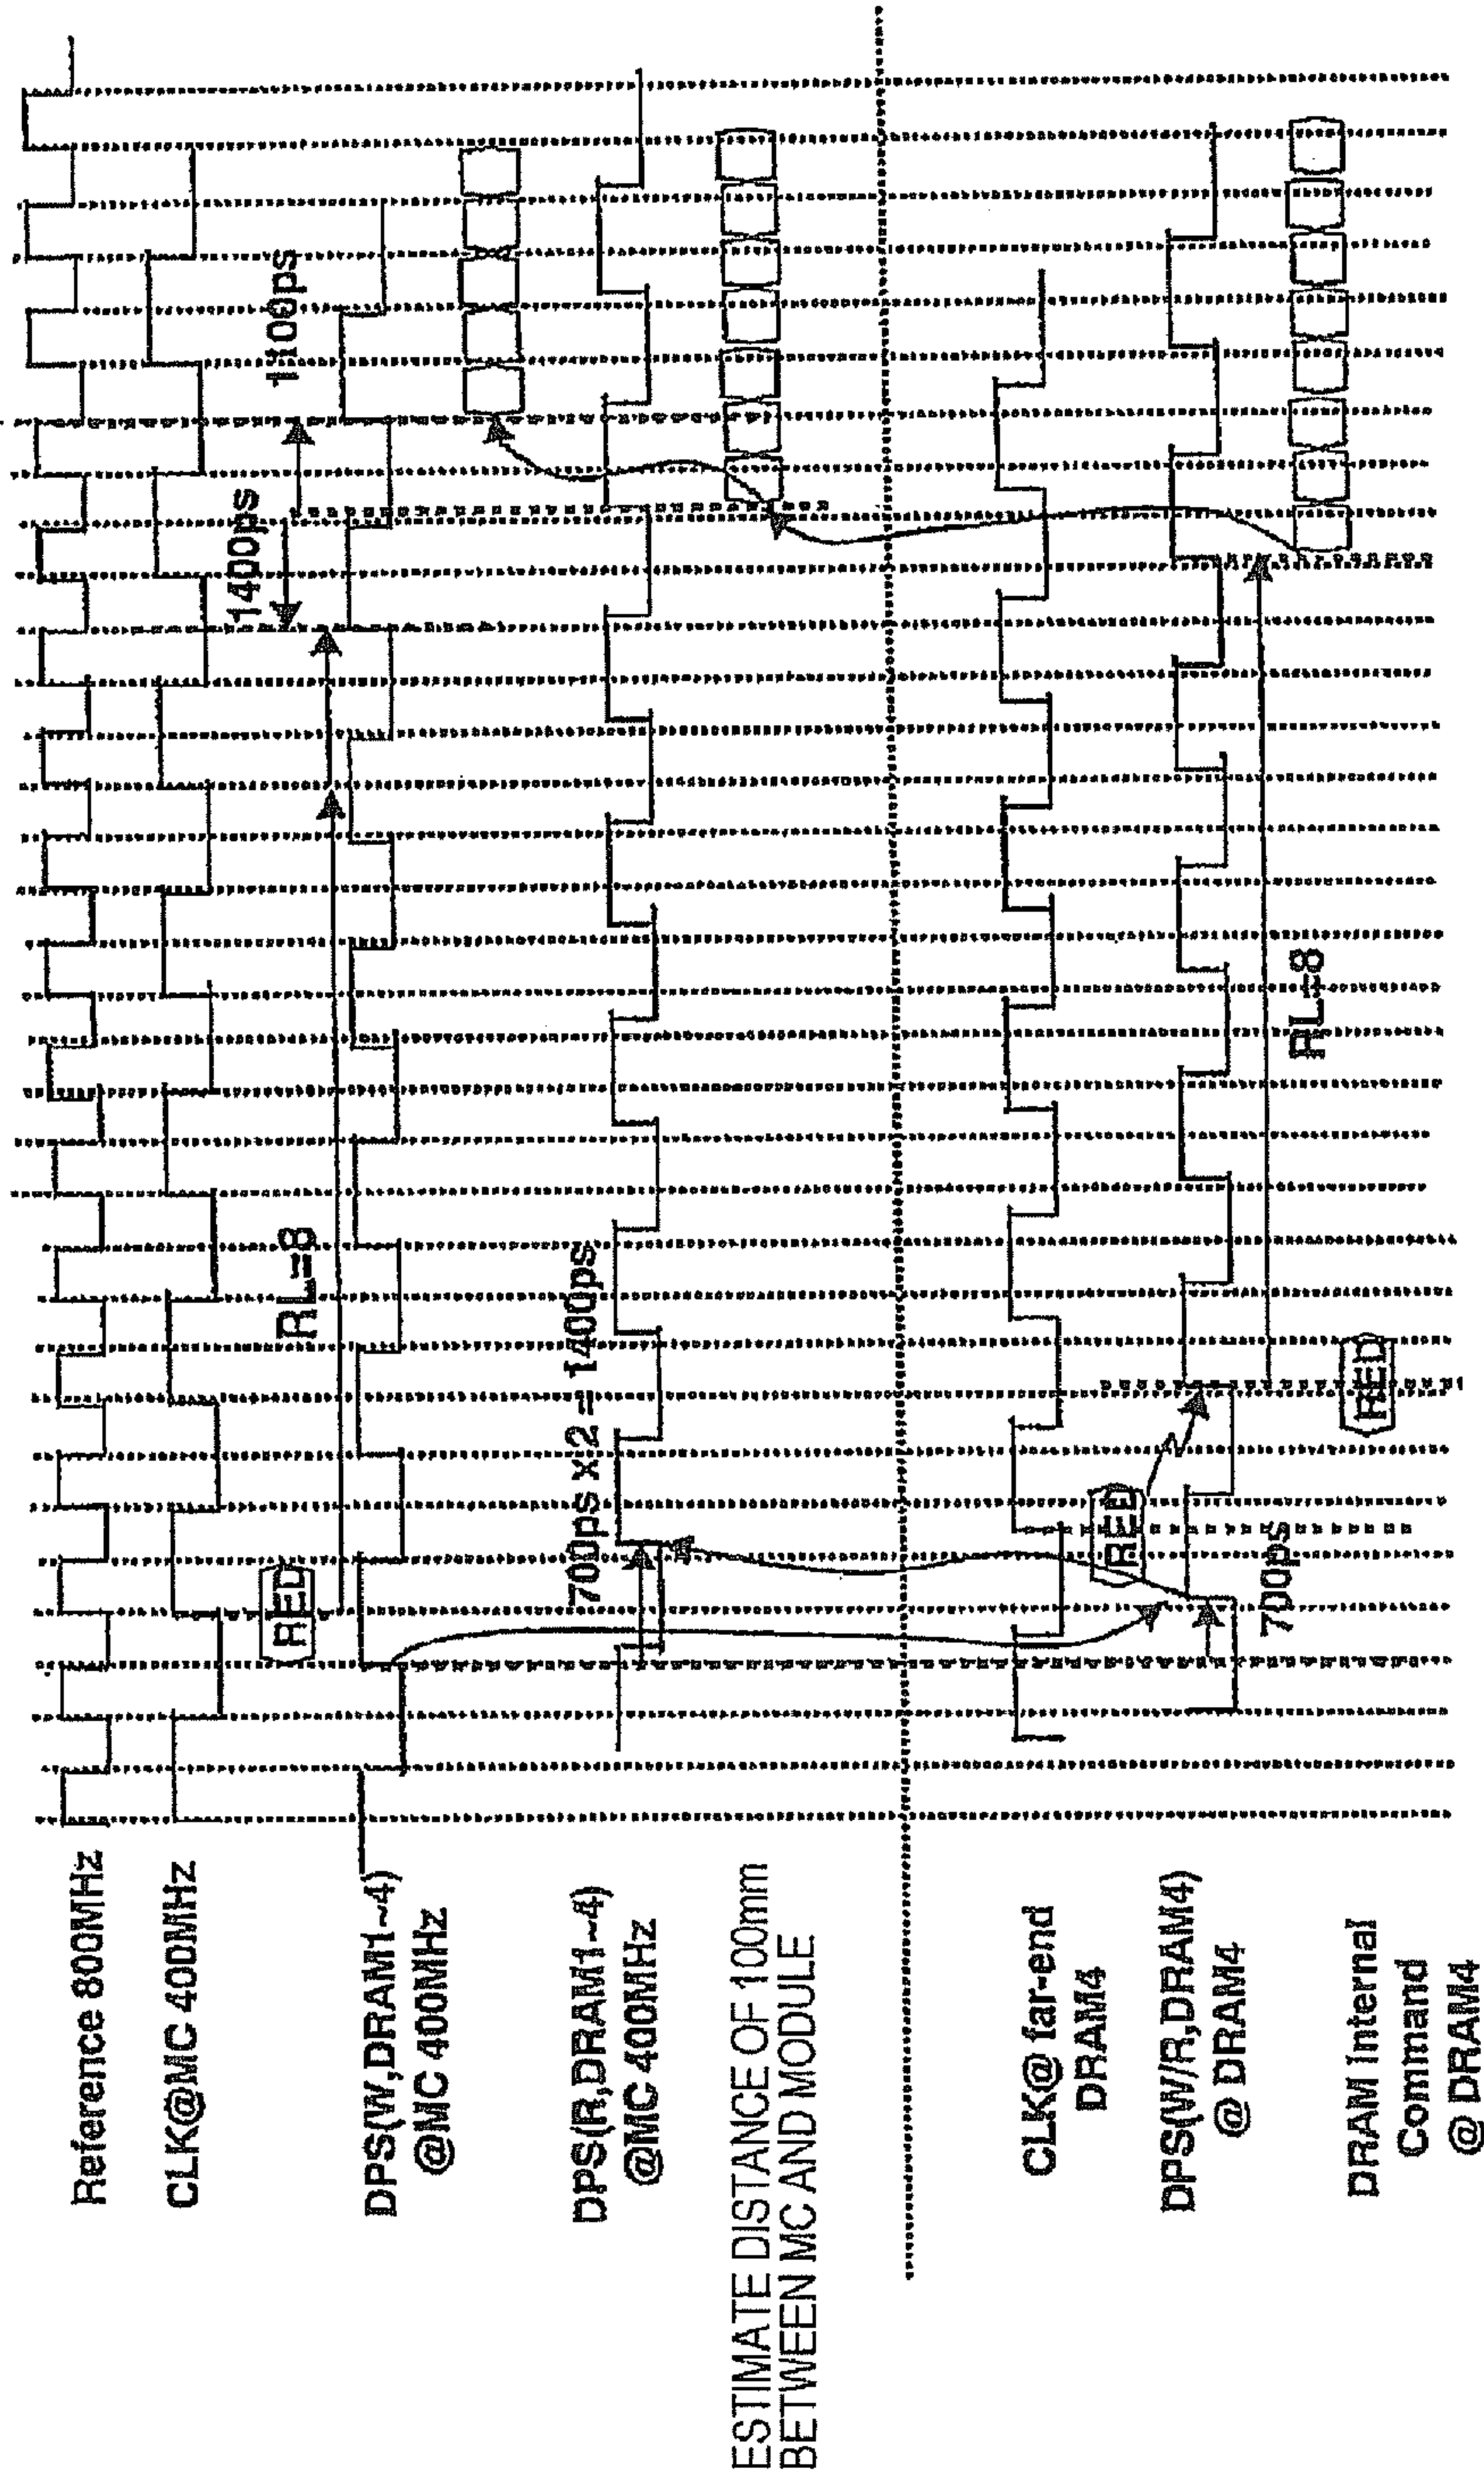 Reference 800MHz
CLK@MC 400MHz
RED
RL=8
1400ps
1100ps
DPS(W,DRAM1~4)
@MC 400MHz
DPS(R,DRAM1~4)
@MC 400MHz
700ps x2 = 1400ps
ESTIMATE DISTANCE OF 100mm
BETWEEN MC AND MODULE
CLK@ far-end
DRAM4
RED
DPS(W/R,DRAM4)
@ DRAM4
700ps
RL=8
DRAM Internal
Command
@ DRAM4
RED